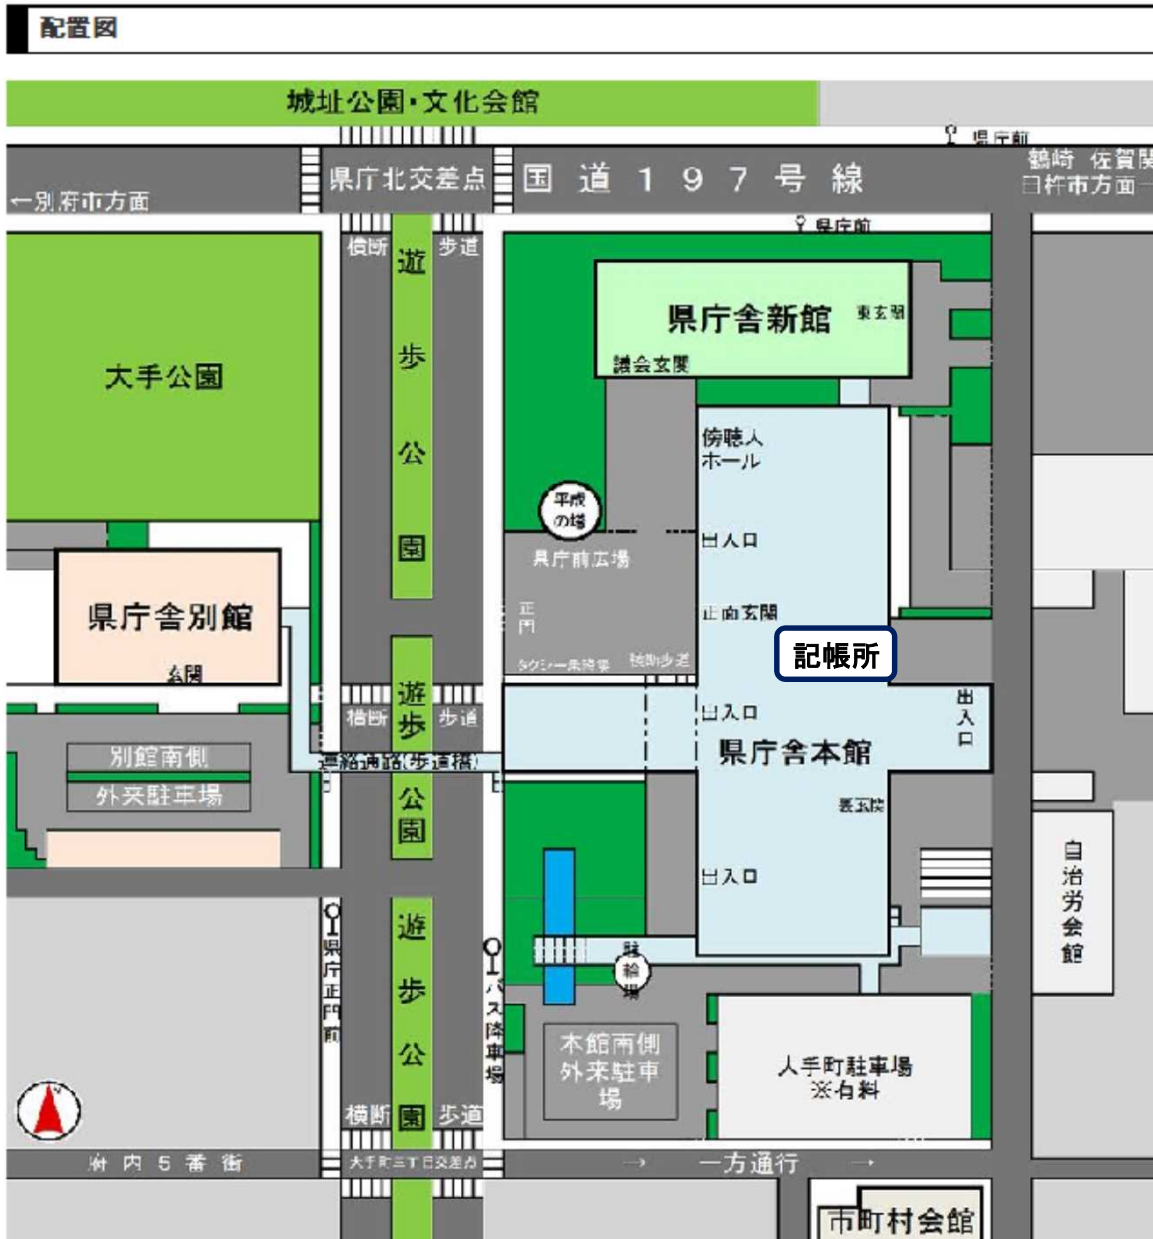 配置図
城址公園・文化会館
県庁前
県庁北交差点
国道197号線
鶴崎 佐賀関
臼杵市方面
←別府市方面
県庁前
横断
歩道
遊歩公園
県庁舎新館
東玄関
議会玄関
大手公園
傍聴人
ホール
平成
の塔
出入口
県庁前広場
県庁舎別館
正門
正面玄関
記帳所
玄関
タクシー乗降場
横断歩道
横断
歩道
遊歩公園
出入口
出入口
県庁舎本館
別館南側
外来駐車場
連絡通路(歩道橋)
裏玄関
出入口
自治労会館
県庁正門前
遊歩公園
バス降車場
駐輪場
本館南側
外来駐車
場
大手町駐車場
※有料
N
横断
歩道
府内5番街
大手町三丁目交差点
→ 一方通行 →
市町村会館